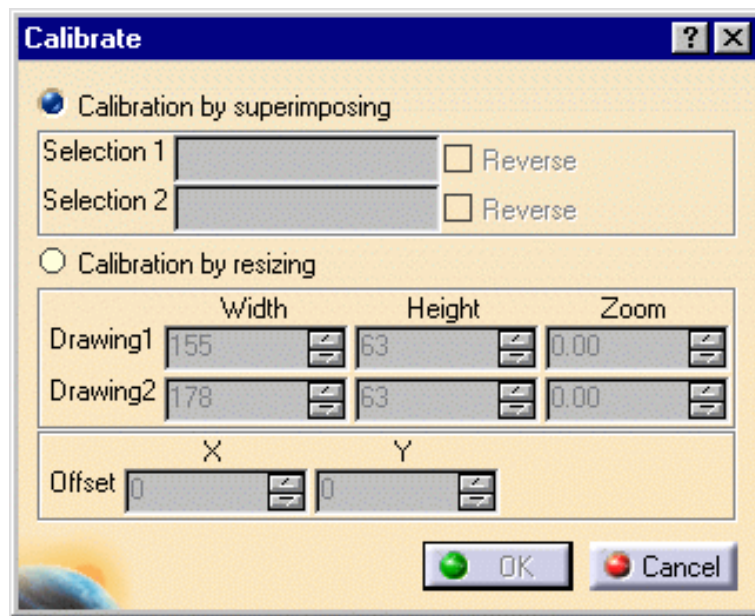 Calibrate ? X
Calibration by superimposing
Selection 1 Reverse
Selection 2 Reverse
Calibration by resizing
Width Height Zoom
Drawing1 155 63 0.00
Drawing2 178 63 0.00
X Y
Offset 0 0
OK Cancel